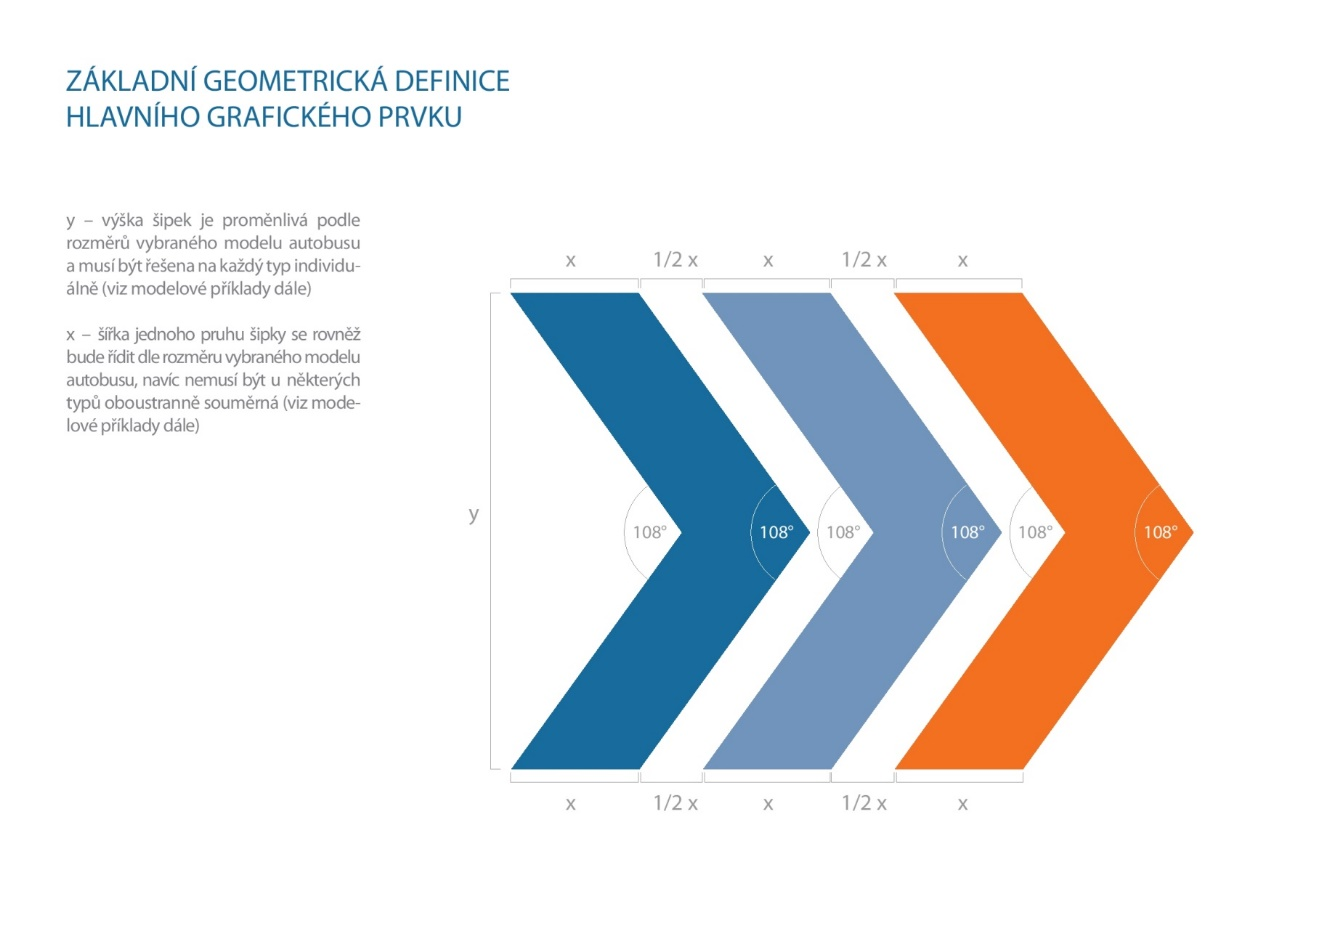 ZÁKLADNÍ GEOMETRICKÁ DEFINICE
HLAVNÍHO GRAFICKÉHO PRVKU
y – výška šipek je proměnlivá podle
rozměrů vybraného modelu autobusu
a musí být řešena na každý typ individu-
álně (viz modelové příklady dále)
x – šířka jednoho pruhu šipky se rovněž
bude řídit dle rozměru vybraného modelu
autobusu, navíc nemusí být u některých
typů oboustranně souměrná (viz mode-
lové příklady dále)
x 1/2 x x 1/2 x x
y
108° 108° 108° 108° 108° 108°
x 1/2 x x 1/2 x x